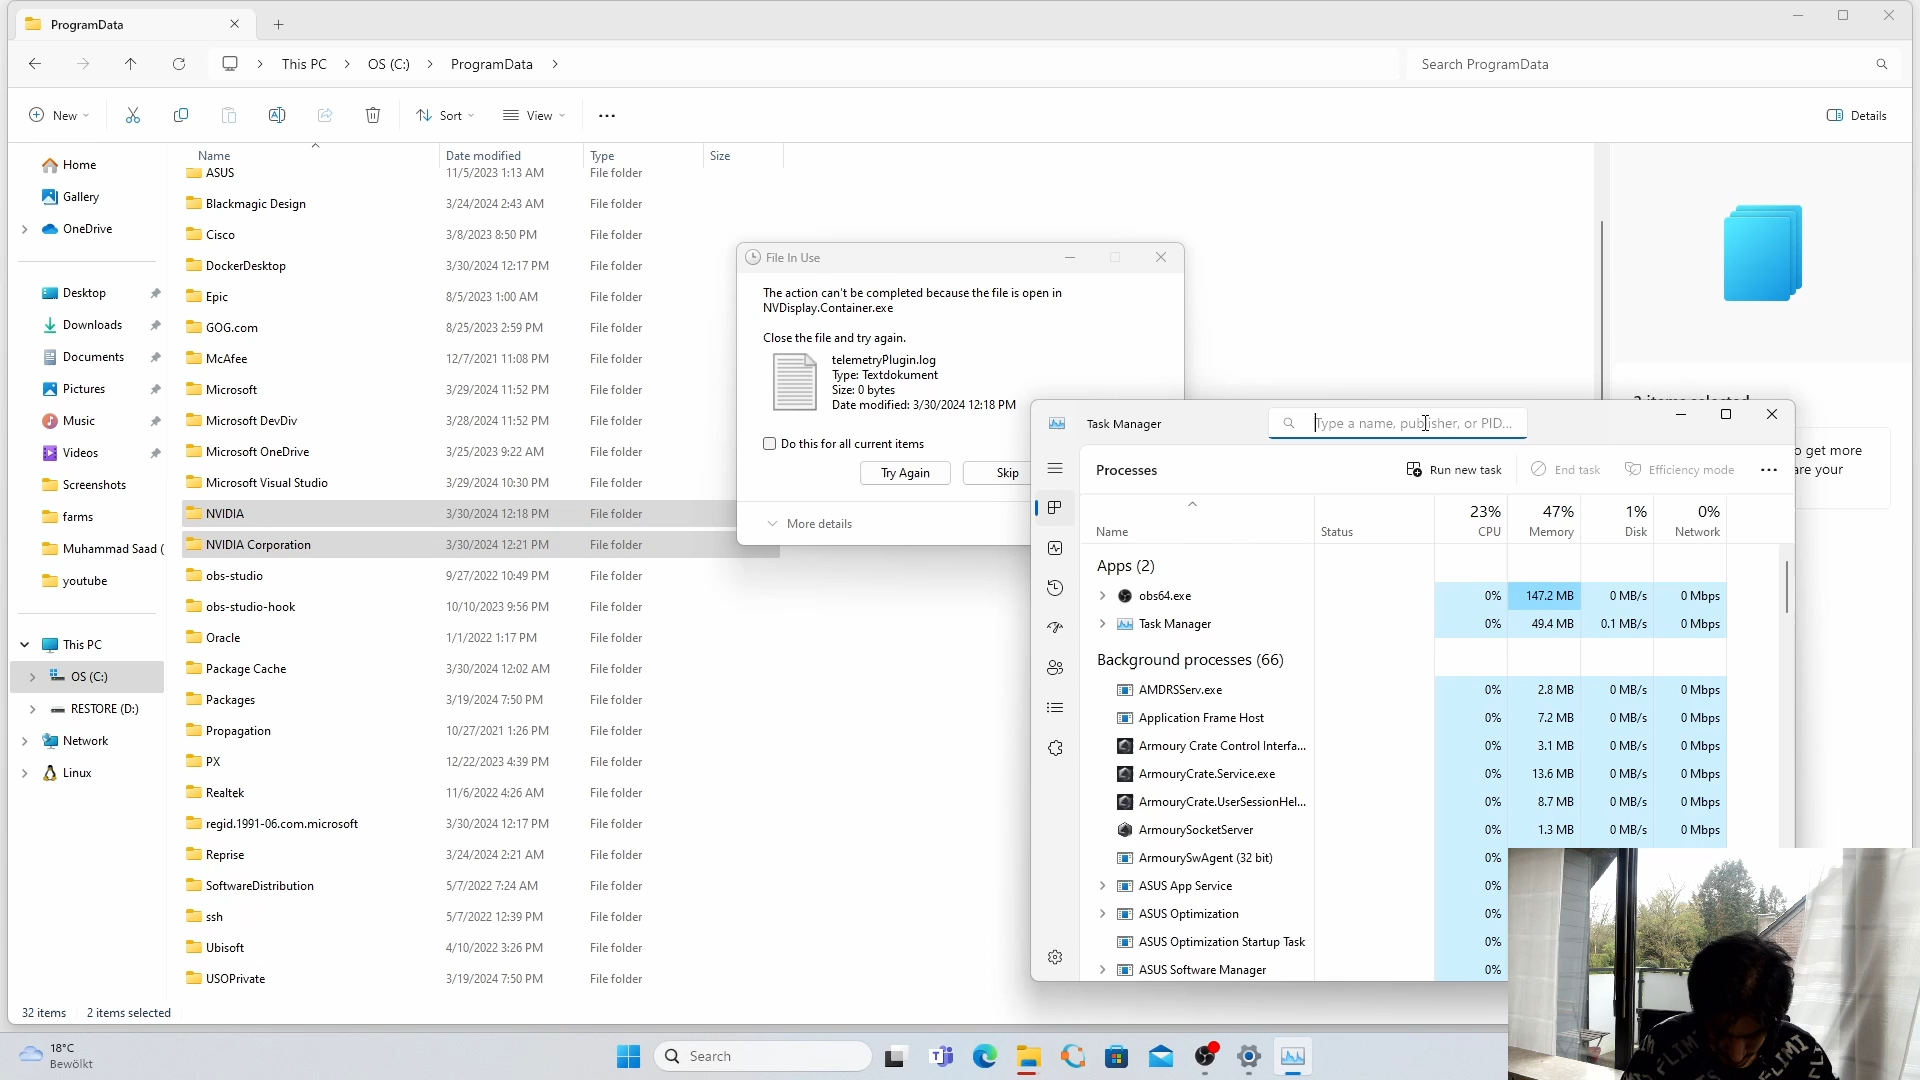 ProgramData
This PC
OS (C:)
ProgramData
Search ProgramData
New
Sort
View
Details
Home
Gallery
OneDrive
Desktop
Downloads
Documents
Pictures
Music
Videos
Screenshots
farms
Muhammad Saad (
youtube
This PC
OS (C:)
RESTORE (D:)
Network
Linux
Name Date modified Type Size
ASUS 11/5/2023 1:13 AM File folder
Blackmagic Design 3/24/2024 2:43 AM File folder
Cisco 3/8/2023 8:50 PM File folder
DockerDesktop 3/30/2024 12:17 PM File folder
Epic 8/5/2023 1:00 AM File folder
GOG.com 8/25/2023 2:59 PM File folder
McAfee 12/7/2021 11:08 PM File folder
Microsoft 3/29/2024 11:52 PM File folder
Microsoft DevDiv 3/28/2024 11:52 PM File folder
Microsoft OneDrive 3/25/2023 9:22 AM File folder
Microsoft Visual Studio 3/29/2024 10:30 PM File folder
NVIDIA 3/30/2024 12:18 PM File folder
NVIDIA Corporation 3/30/2024 12:21 PM File folder
obs-studio 9/27/2022 10:49 PM File folder
obs-studio-hook 10/10/2023 9:56 PM File folder
Oracle 1/1/2022 1:17 PM File folder
Package Cache 3/30/2024 12:02 AM File folder
Packages 3/19/2024 7:50 PM File folder
Propagation 10/27/2021 1:26 PM File folder
PX 12/22/2023 4:39 PM File folder
Realtek 11/6/2022 4:26 AM File folder
regid.1991-06.com.microsoft 3/30/2024 12:17 PM File folder
Reprise 3/24/2024 2:21 AM File folder
SoftwareDistribution 5/7/2022 7:24 AM File folder
ssh 5/7/2022 12:39 PM File folder
Ubisoft 4/10/2022 3:26 PM File folder
USOPrivate 3/19/2024 7:50 PM File folder
32 items 2 items selected
File In Use
The action can't be completed because the file is open in
NVDisplay.Container.exe
Close the file and try again.
telemetryPlugin.log
Type: Textdokument
Size: 0 bytes
Date modified: 3/30/2024 12:18 PM
Do this for all current items
Try Again
Skip
More details
o get more
are your
Task Manager
Type a name, publisher, or PID...
Processes
Run new task
End task
Efficiency mode
23% 47% 1% 0%
Name Status CPU Memory Disk Network
Apps (2)
obs64.exe 0% 147.2 MB 0 MB/s 0 Mbps
Task Manager 0% 49.4 MB 0.1 MB/s 0 Mbps
Background processes (66)
AMDRSServ.exe 0% 2.8 MB 0 MB/s 0 Mbps
Application Frame Host 0% 7.2 MB 0 MB/s 0 Mbps
Armoury Crate Control Interfa... 0% 3.1 MB 0 MB/s 0 Mbps
ArmouryCrate.Service.exe 0% 13.6 MB 0 MB/s 0 Mbps
ArmouryCrate.UserSessionHel... 0% 8.7 MB 0 MB/s 0 Mbps
ArmourySocketServer 0% 1.3 MB 0 MB/s 0 Mbps
ArmourySwAgent (32 bit) 0%
ASUS App Service 0%
ASUS Optimization 0%
ASUS Optimization Startup Task 0%
ASUS Software Manager 0%
18°C
Bewölkt
Search